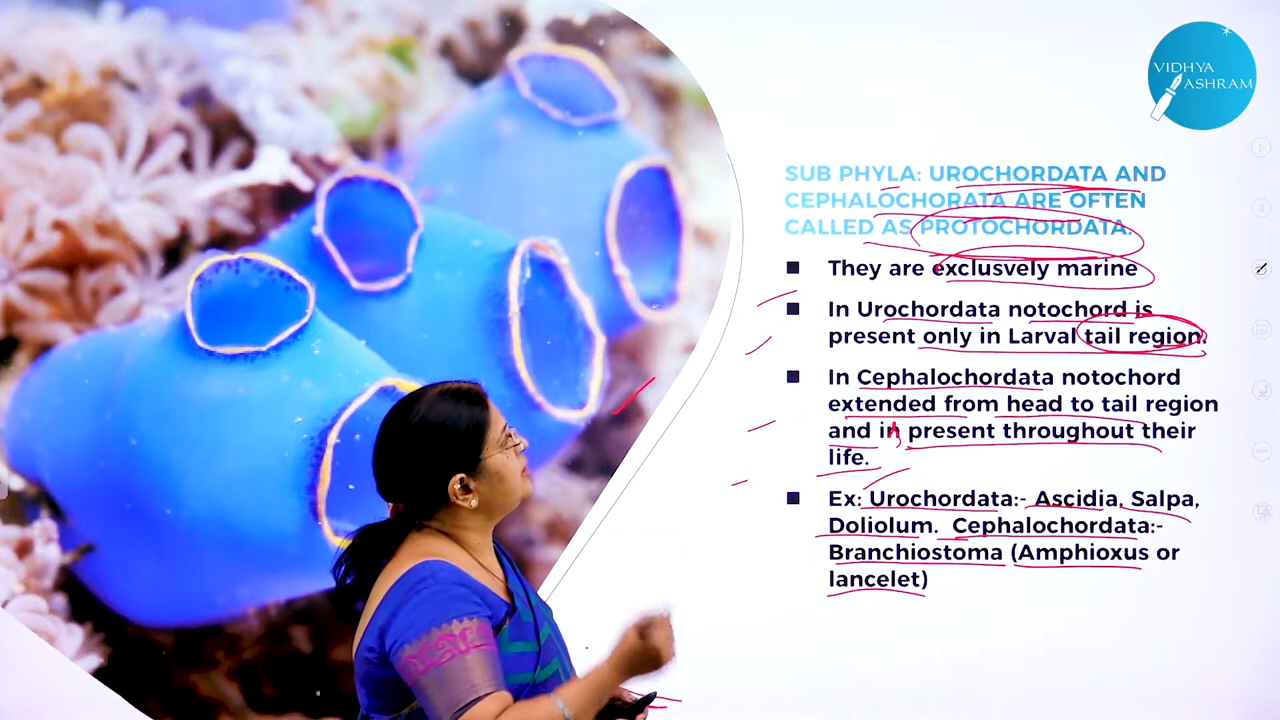 VIDHYA
ASHRAM
SUB PHYLA: UROCHORDATA AND
CEPHALOCHORATA ARE OFTEN
CALLED AS PROTOCHORDATA.
They are exclusvely marine
In Urochordata notochord is
present only in Larval tail region.
In Cephalochordata notochord
extended from head to tail region
and in present throughout their
life.
Ex: Urochordata:- Ascidia, Salpa,
Doliolum. Cephalochordata:-
Branchiostoma (Amphioxus or
lancelet)